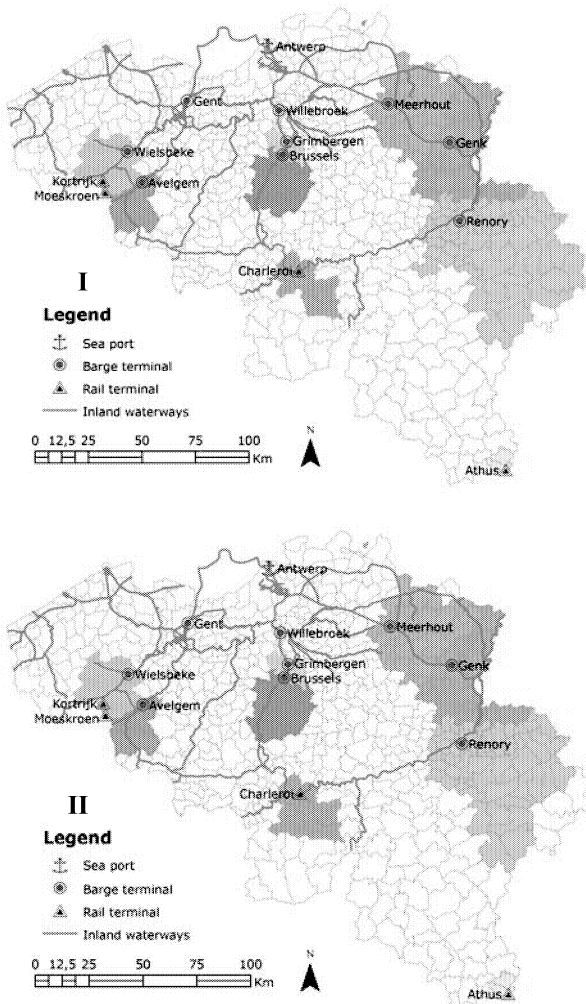 Antwerp
Gent
Willebroek
Meerhout
Grimbergen
Genk
Wielsbeke
Brussels
Kortrijk
Avelgem
Moeskroen
Renory
Charleroi
I
Legend
Sea port
Barge terminal
Rail terminal
Inland waterways
N
0 12,5 25 50 75 100
Km
Athus
Antwerp
Gent
Willebroek
Meerhout
Grimbergen
Genk
Wielsbeke
Brussels
Kortrijk
Avelgem
Moeskroen
Renory
Charleroi
II
Legend
Sea port
Barge terminal
Rail terminal
Inland waterways
N
0 12,5 25 50 75 100
Km
Athus